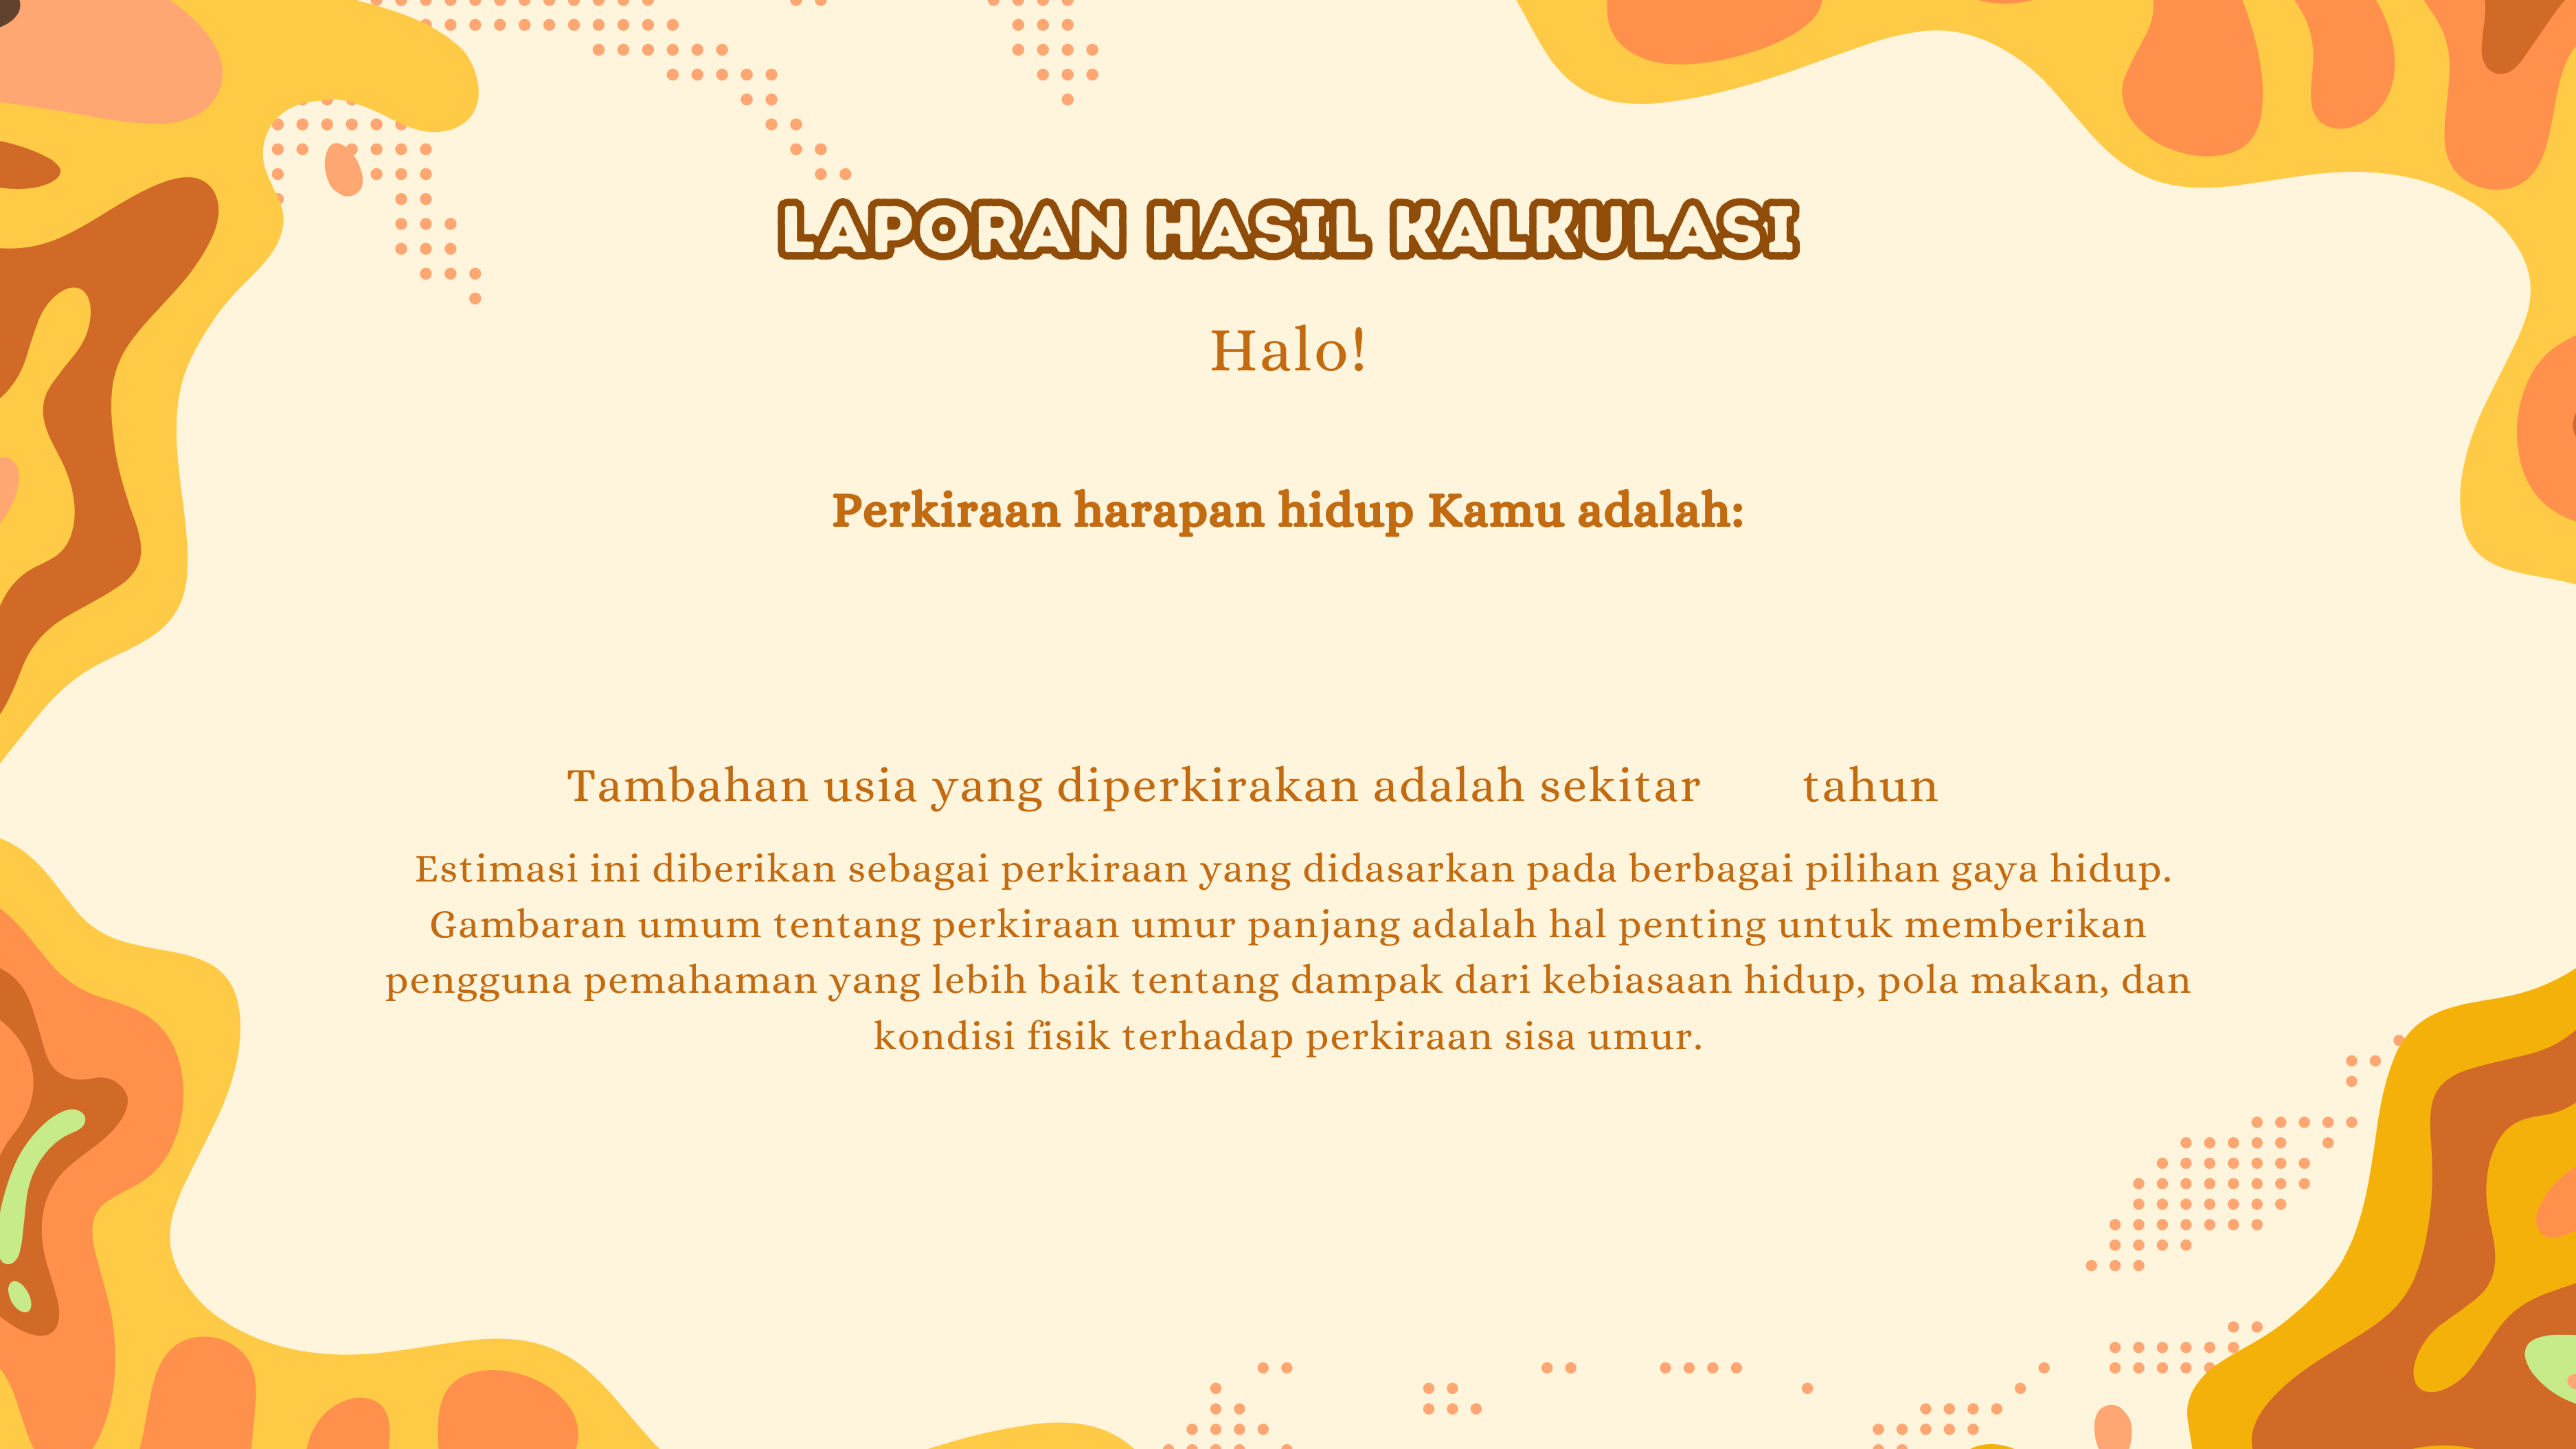 LAPORAN HASIL KALKULASI
Halo!
Perkiraan harapan hidup Kamu adalah:
Tambahan usia yang diperkirakan adalah sekitar tahun
Estimasi ini diberikan sebagai perkiraan yang didasarkan pada berbagai pilihan gaya hidup.
Gambaran umum tentang perkiraan umur panjang adalah hal penting untuk memberikan
pengguna pemahaman yang lebih baik tentang dampak dari kebiasaan hidup, pola makan, dan
kondisi fisik terhadap perkiraan sisa umur.